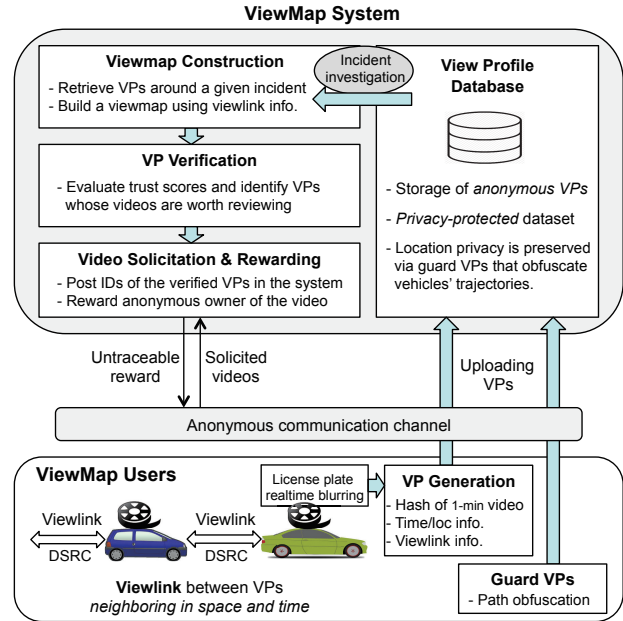 ViewMap System
Viewmap Construction
- Retrieve VPs around a given incident
- Build a viewmap using viewlink info.
Incident
investigation
View Profile
Database
- Storage of anonymous VPs
- Privacy-protected dataset
- Location privacy is preserved
via guard VPs that obfuscate
vehicles' trajectories.
VP Verification
- Evaluate trust scores and identify VPs
whose videos are worth reviewing
Video Solicitation & Rewarding
- Post IDs of the verified VPs in the system
- Reward anonymous owner of the video
Untraceable
reward
Solicited
videos
Uploading
VPs
Anonymous communication channel
ViewMap Users
License plate
realtime blurring
VP Generation
- Hash of 1-min video
- Time/loc info.
- Viewlink info.
Viewlink
DSRC
Viewlink
DSRC
Viewlink between VPs
neighboring in space and time
Guard VPs
- Path obfuscation